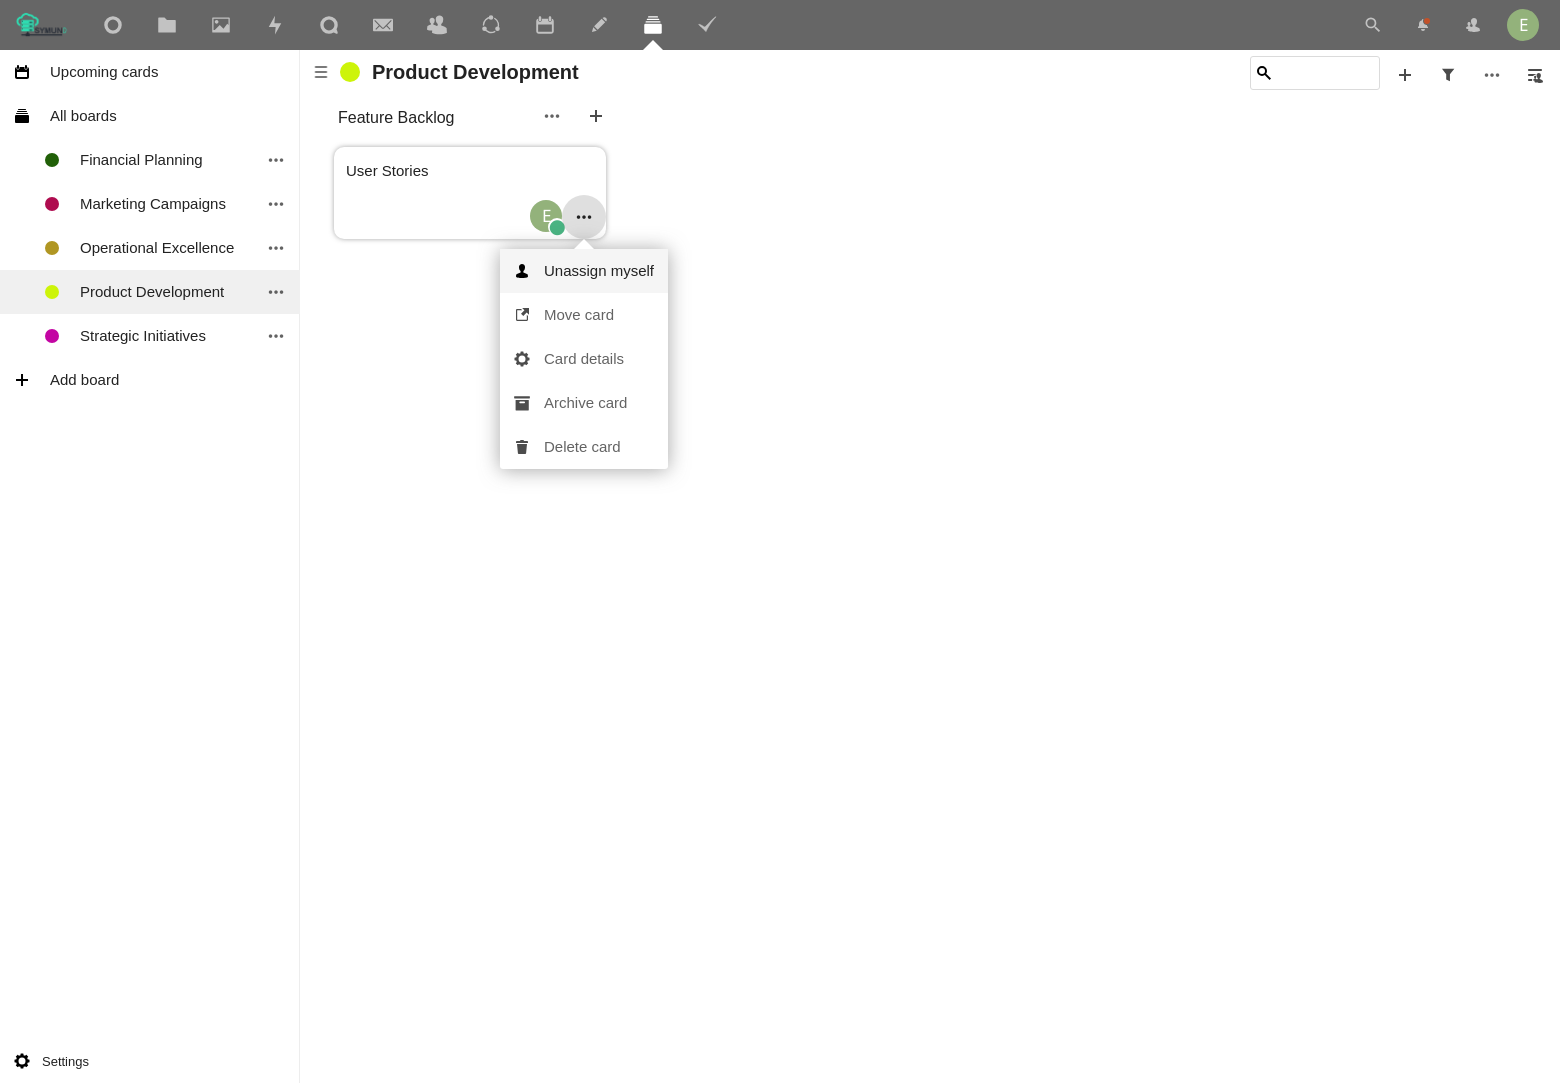 E
Upcoming cards
All boards
Financial Planning
Marketing Campaigns
Operational Excellence
Product Development
Strategic Initiatives
Add board
Settings
Product Development
Feature Backlog
User Stories
E
Unassign myself
Move card
Card details
Archive card
Delete card